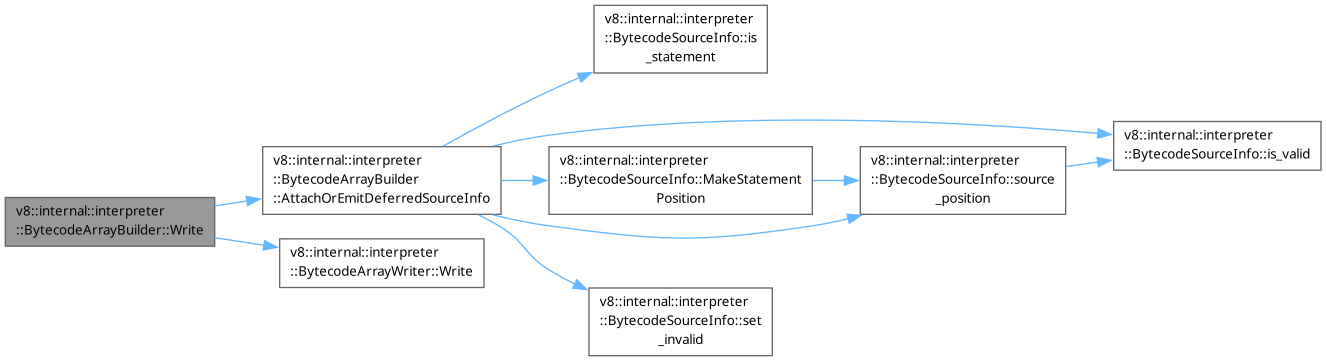 v8::internal::interpreter
::BytecodeSourceInfo::is
_statement
v8::internal::interpreter
::BytecodeSourceInfo::is_valid
v8::internal::interpreter
::BytecodeArrayBuilder
::AttachOrEmitDeferredSourceInfo
v8::internal::interpreter
::BytecodeSourceInfo::MakeStatement
Position
v8::internal::interpreter
::BytecodeSourceInfo::source
_position
v8::internal::interpreter
::BytecodeArrayBuilder::Write
v8::internal::interpreter
::BytecodeArrayWriter::Write
v8::internal::interpreter
::BytecodeSourceInfo::set
_invalid